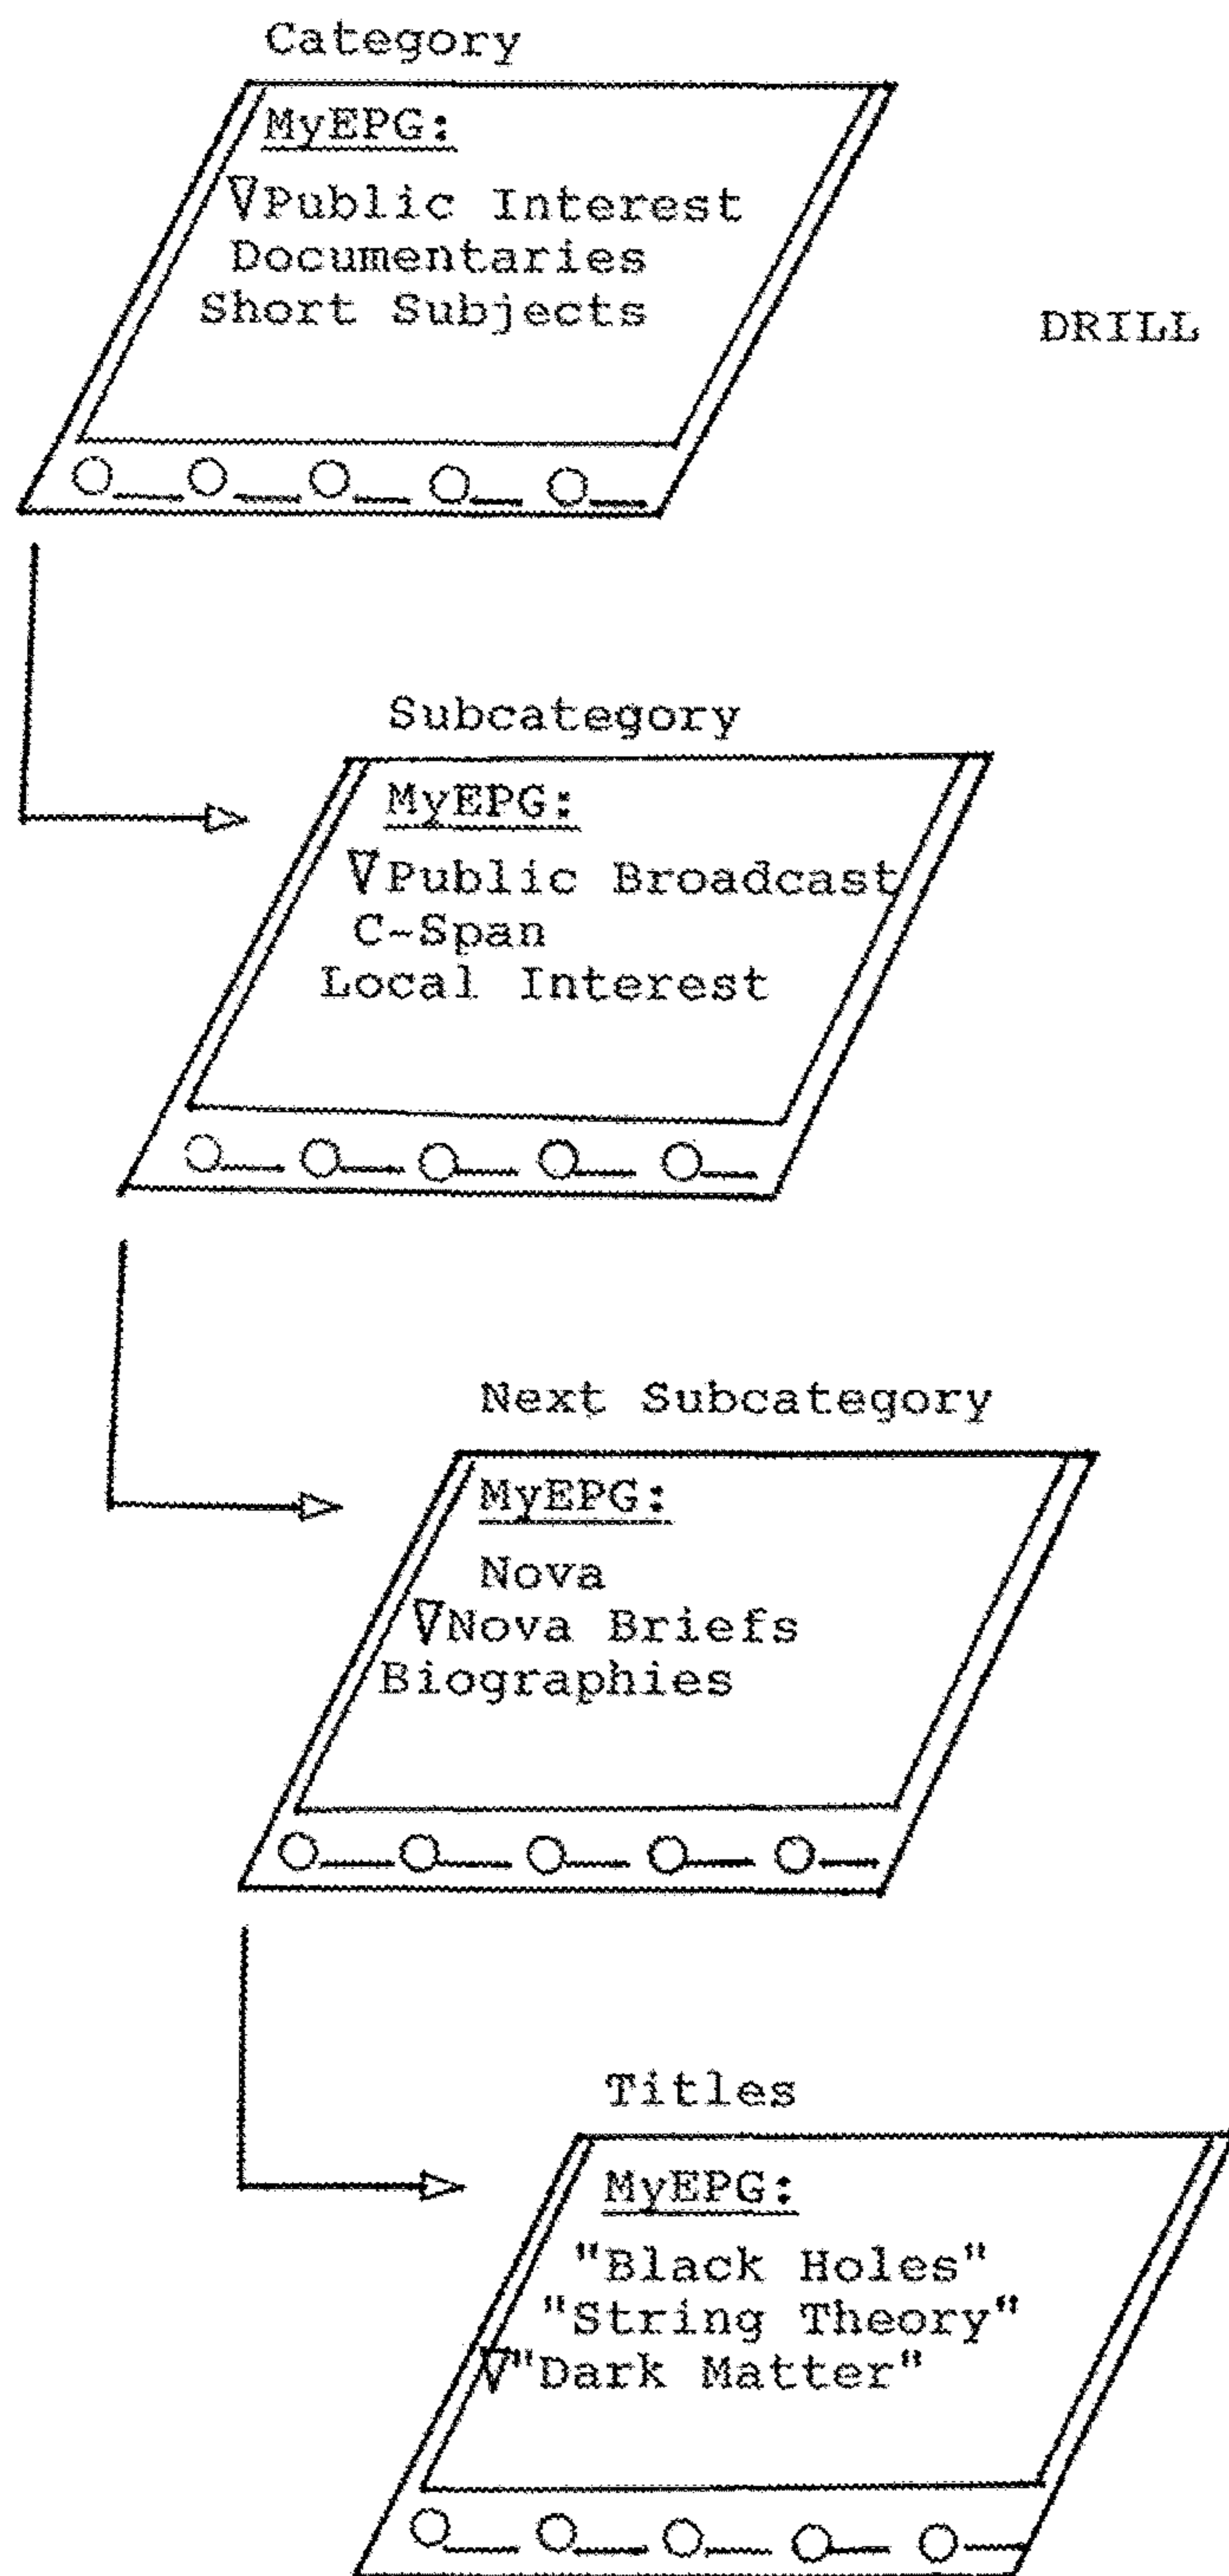 Category
MyEPG:
∇Public Interest
Documentaries
Short Subjects
DRILL
Subcategory
MyEPG:
∇Public Broadcast
C-Span
Local Interest
Next Subcategory
MyEPG:
Nova
∇Nova Briefs
Biographies
Titles
MyEPG:
"Black Holes"
"String Theory"
∇"Dark Matter"